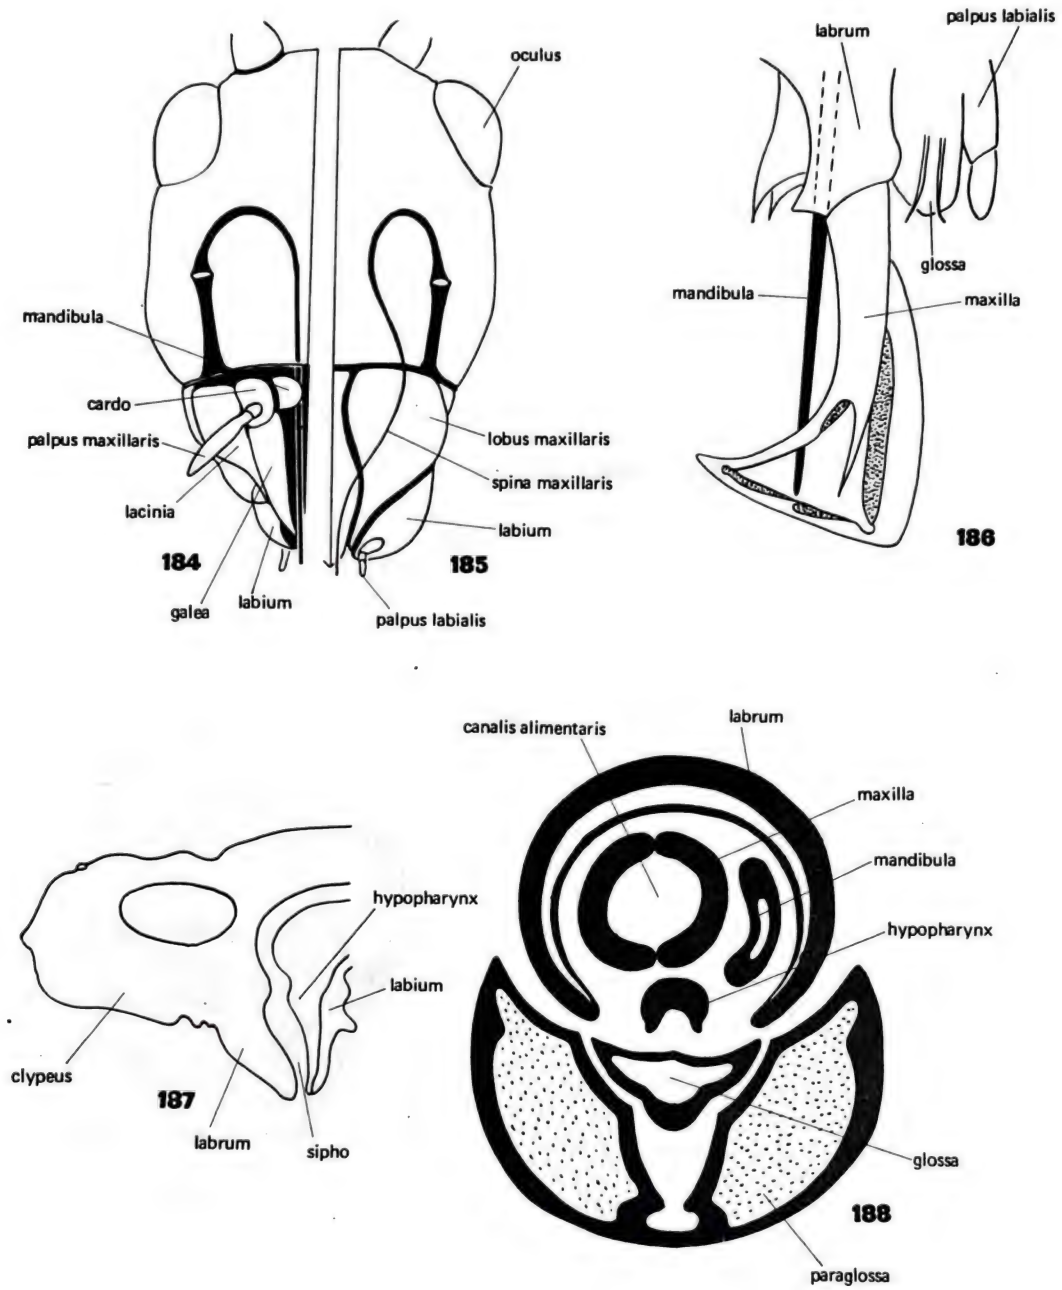 oculus
mandibula
cardo
palpus maxillaris
lacinia
184
galea
labium
lobus maxillaris
spina maxillaris
labium
185
palpus labialis
labrum
palpus labialis
glossa
mandibula
maxilla
186
hypopharynx
labium
clypeus
187
labrum
sipho
canalis alimentaris
labrum
maxilla
mandibula
hypopharynx
glossa
188
paraglossa